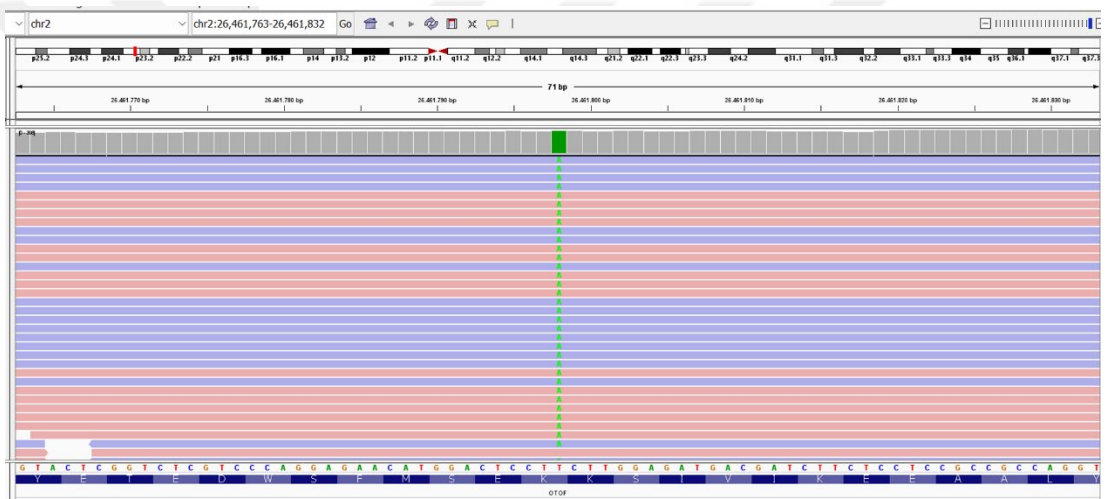 chr2 chr2:26,461,763-26,461,832 Go
p25.2 p24.3 p24.1 p23.2 p22.2 p21 p16.3 p16.1 p14 p13.2 p12 p11.2 p11.1 q11.2 q12.2 q14.1 q14.3 q21.2 q22.1 q22.3 q23.3 q24.2 q31.1 q31.3 q32.2 q33.1 q33.3 q34 q35 q36.1 q37.1 q37.3
71 bp
26.461.770 bp 26.461.780 bp 26.461.790 bp 26.461.800 bp 26.461.810 bp 26.461.820 bp 26.461.830 bp
G T A C T C G G T C T C G T C C C A G G A G A A C A T G G A C T C C T T C T T G G A G A T G A C G A T C T T C T C C T C C G C C G C C A G G T
Y E T E D W S F M S E K K S I V I K E E A A L Y
OTOF